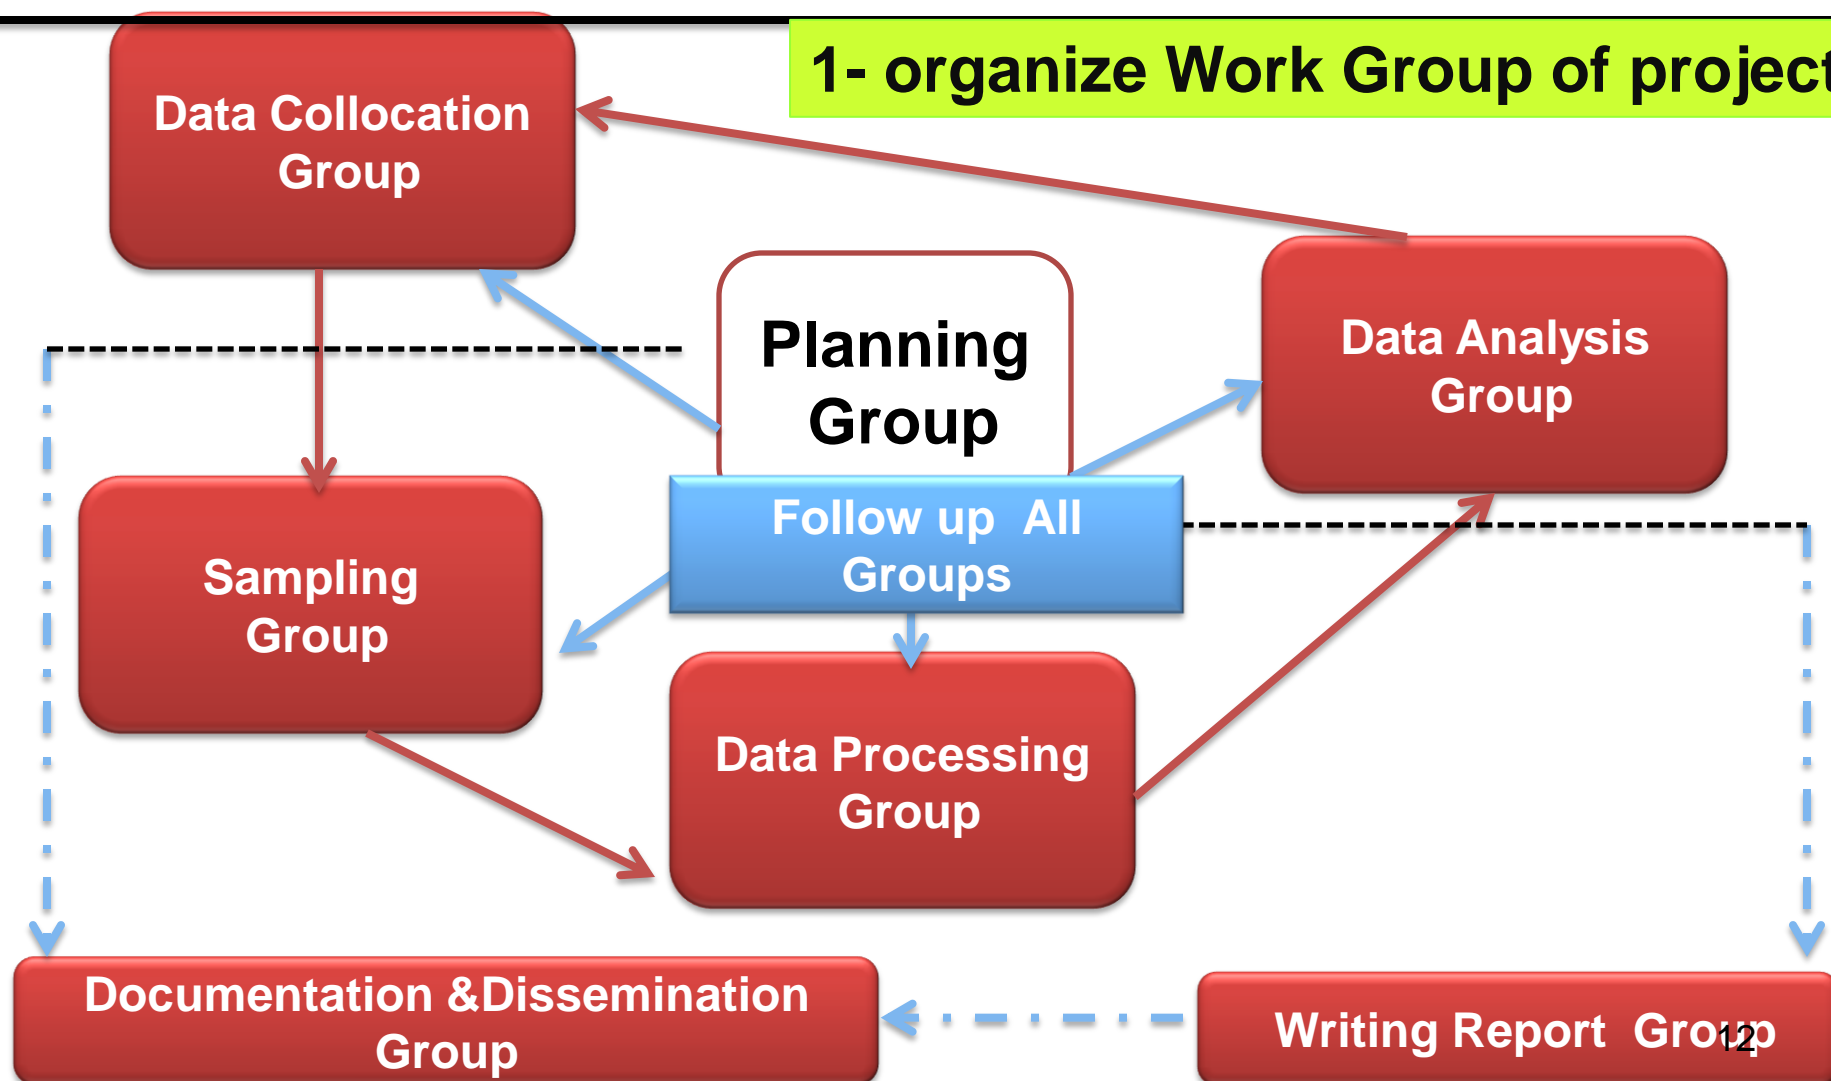 1- organize Work Group of project
Data Collocation
Group
Planning
Group
Data Analysis
Group
Follow up All
Groups
Sampling
Group
Data Processing
Group
Documentation &Dissemination
Group
Writing Report Group
12